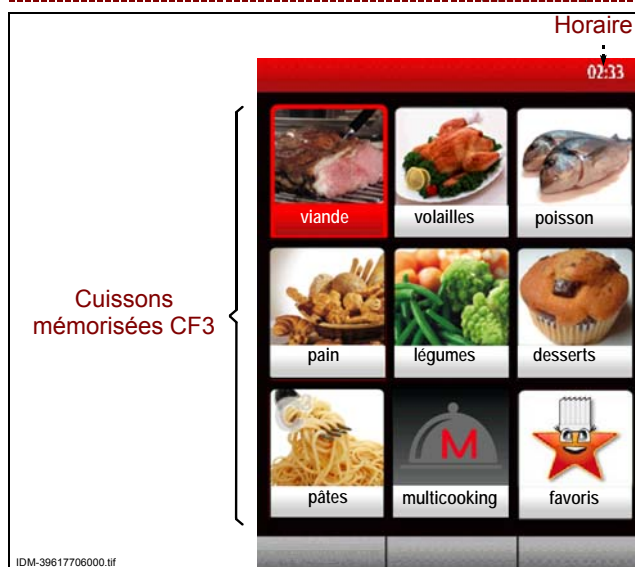 Horaire
02:33
Cuissons
mémorisées CF3
viande
volailles
poisson
pain
légumes
desserts
M
pâtes
multicooking
favoris
IDM-39617706000.tif